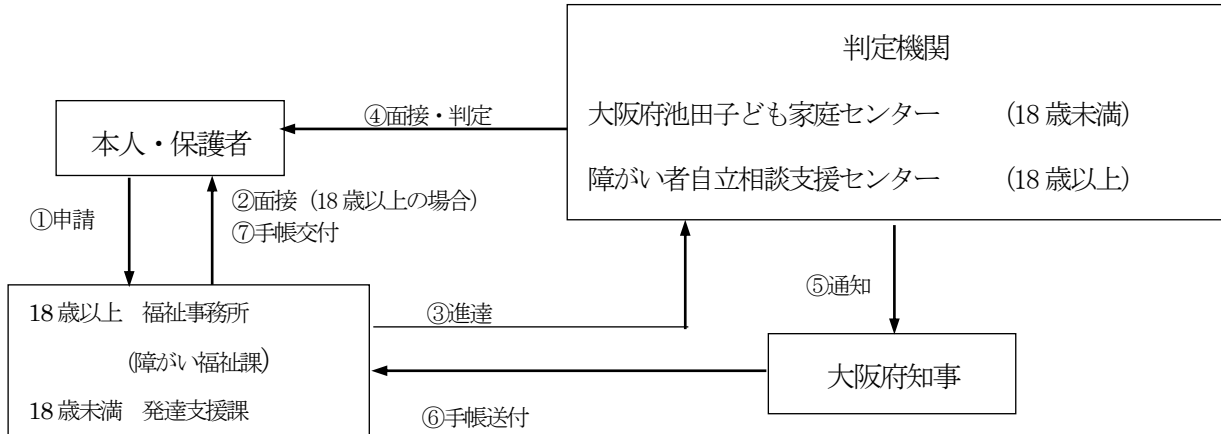 判定機関
大阪府池田子ども家庭センター (18歳未満)
障がい者自立相談支援センター (18歳以上)
④面接・判定
本人・保護者
①申請
②面接（18歳以上の場合）
⑦手帳交付
⑤通知
18歳以上 福祉事務所
(障がい福祉課)
18歳未満 発達支援課
③進達
大阪府知事
⑥手帳送付